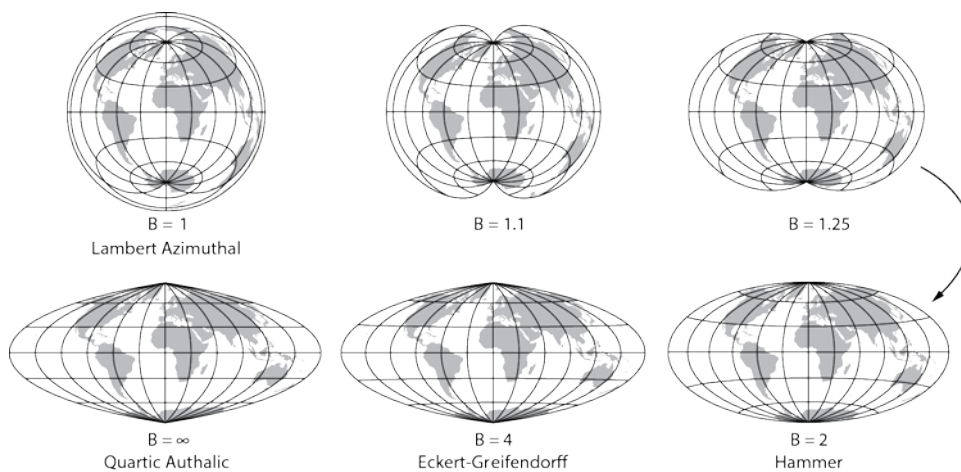 B = 1
Lambert Azimuthal
B = 1.1
B = 1.25
B = ∞
Quartic Authalic
B = 4
Eckert-Greifendorff
B = 2
Hammer